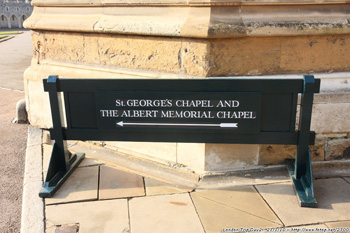 St GEORGE'S CHAPEL AND
THE ALBERT MEMORIAL CHAPEL